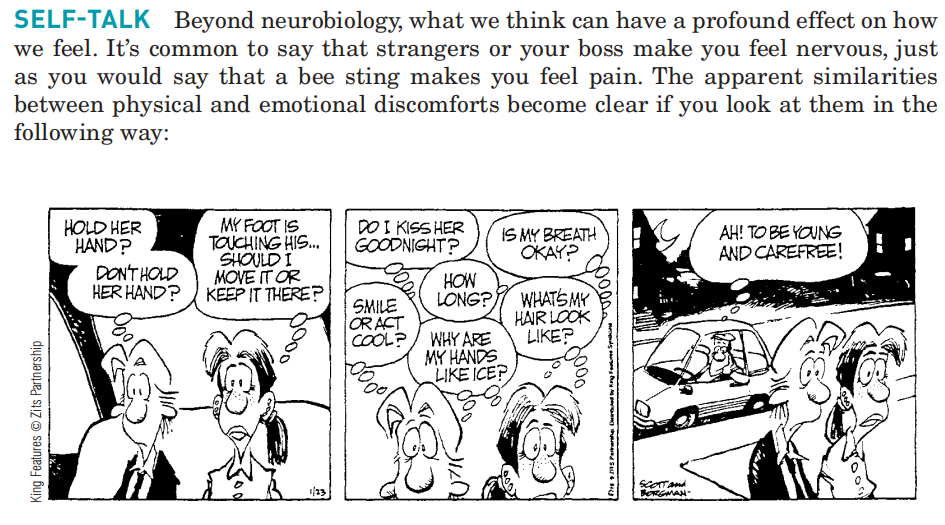 SELF-TALK Beyond neurobiology, what we think can have a profound effect on how
we feel. It's common to say that strangers or your boss make you feel nervous, just
as you would say that a bee sting makes you feel pain. The apparent similarities
between physical and emotional discomforts become clear if you look at them in the
following way:
HOLD HER
HAND?
DON'T HOLD
HER HAND?
MY FOOT IS
TOUCHING HIS...
SHOULD I
MOVE IT OR
KEEP IT THERE?
1/23
DO I KISS HER
GOODNIGHT?
IS MY BREATH
OKAY?
HOW
LONG?
SMILE
OR ACT
COOL?
WHAT'S MY
HAIR LOOK
LIKE?
WHY ARE
MY HANDS
LIKE ICE?
AH! TO BE YOUNG
AND CAREFREE!
SCOTT AND
BORGMAN
King Features © Zits Partnership